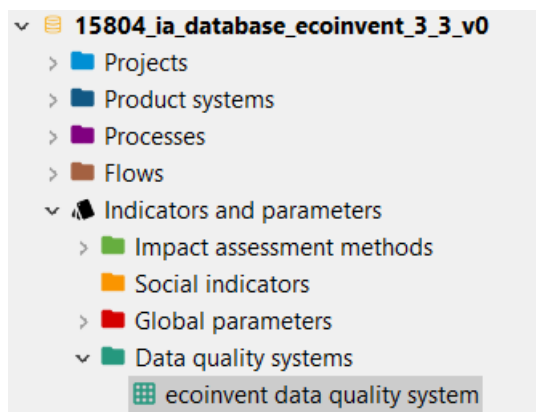 15804_ia_database_ecoinvent_3_3_v0
Projects
Product systems
Processes
Flows
Indicators and parameters
Impact assessment methods
Social indicators
Global parameters
Data quality systems
ecoinvent data quality system